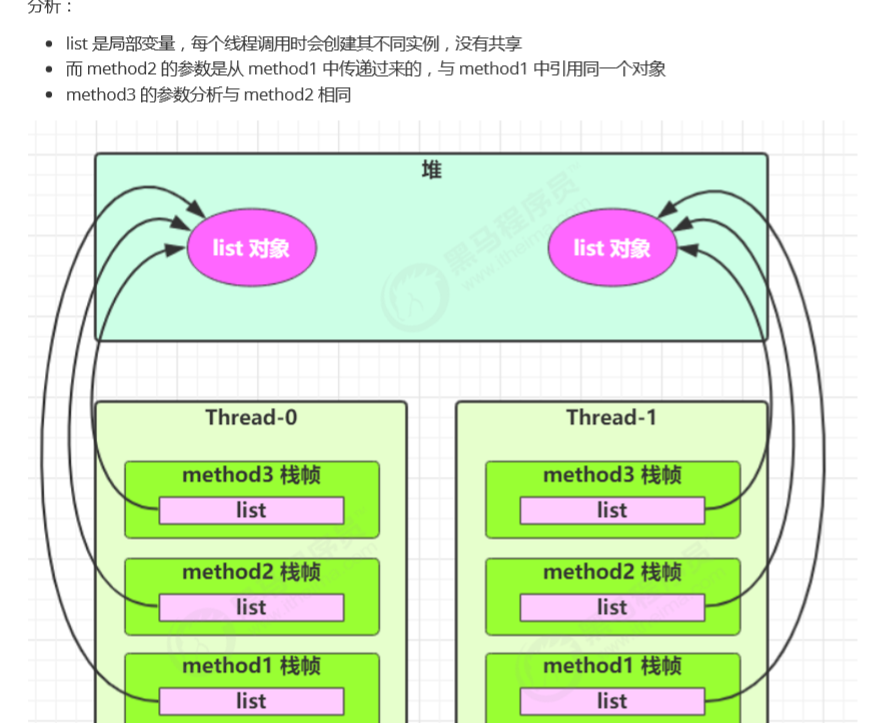 分析：
list 是局部变量，每个线程调用时会创建其不同实例，没有共享
而 method2 的参数是从 method1 中传递过来的，与 method1 中引用同一个对象
method3 的参数分析与 method2 相同
堆
list 对象
list 对象
黑马程序员
www.itheima.com
Thread-0
Thread-1
method3 栈帧
method3 栈帧
list
list
method2 栈帧
method2 栈帧
list
list
method1 栈帧
method1 栈帧
list
list